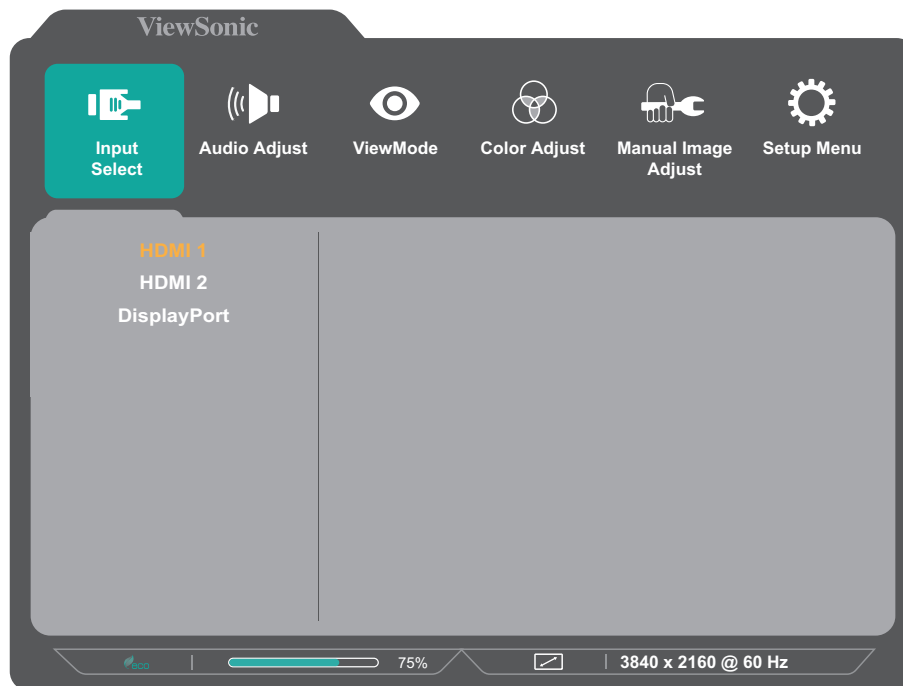 ViewSonic
Input
Select
Audio Adjust
ViewMode
Color Adjust
Manual Image
Adjust
Setup Menu
HDMI 1
HDMI 2
DisplayPort
ECO
75%
3840 x 2160 @ 60 Hz